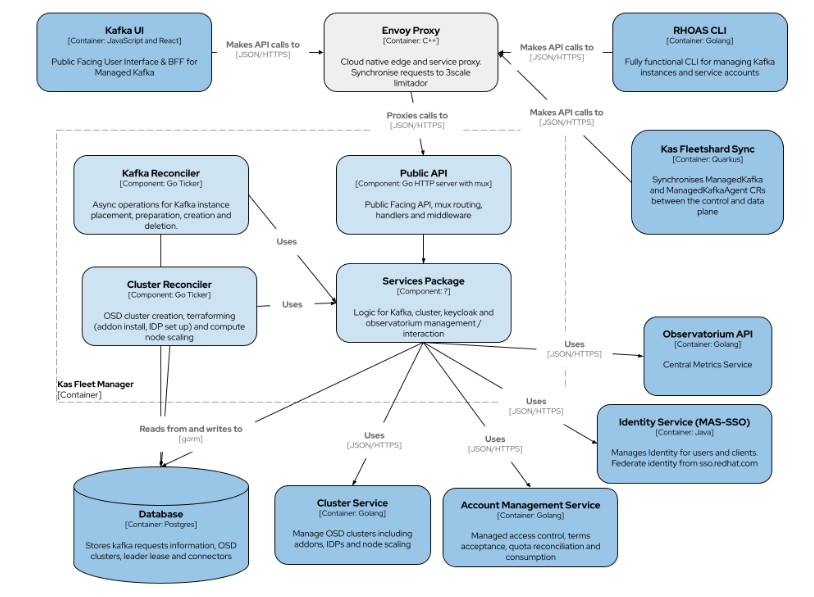 Kafka UI
[Container: JavaScript and React]
Public Facing User Interface & BFF for
Managed Kafka
Makes API calls to
[JSON/HTTPS]
Envoy Proxy
[Container: C++]
Cloud native edge and service proxy.
Synchronise requests to 3scale
limitador
Makes API calls to
[JSON/HTTPS]
RHOAS CLI
[Container: Golang]
Fully functional CLI for managing Kafka
instances and service accounts
Proxies calls to
[JSON/HTTPS]
Makes API calls to
[JSON/HTTPS]
Kas Fleetshard Sync
[Container: Quarkus]
Synchronises ManagedKafka
and ManagedKafkaAgent CRs
between the control and data
plane
Kafka Reconciler
[Component: Go Ticker]
Async operations for Kafka instance
placement, preparation, creation and
deletion.
Public API
[Component: Go HTTP server with mux]
Public Facing API, mux routing,
handlers and middleware
Uses
Cluster Reconciler
[Component: Go Ticker]
OSD cluster creation, terraforming
(addon install, IDP set up) and compute
node scaling
Uses
Services Package
[Component: ?]
Logic for Kafka, cluster, keycloak and
observatorium management /
interaction
Uses
[JSON/HTTPS]
Observatorium API
[Container: Golang]
Central Metrics Service
Kas Fleet Manager
[Container]
Uses
[JSON/HTTPS]
Identity Service (MAS-SSO)
[Container: Java]
Manages Identity for users and clients.
Federate identity from sso.redhat.com
Reads from and writes to
[gorm]
Uses
[JSON/HTTPS]
Uses
[JSON/HTTPS]
Database
[Container: Postgres]
Stores kafka requests information, OSD
clusters, leader lease and connectors
Cluster Service
[Container: Golang]
Manage OSD clusters including
addons, IDPs and node scaling
Account Management Service
[Container: Golang]
Managed access control, terms
acceptance, quota reconciliation and
consumption